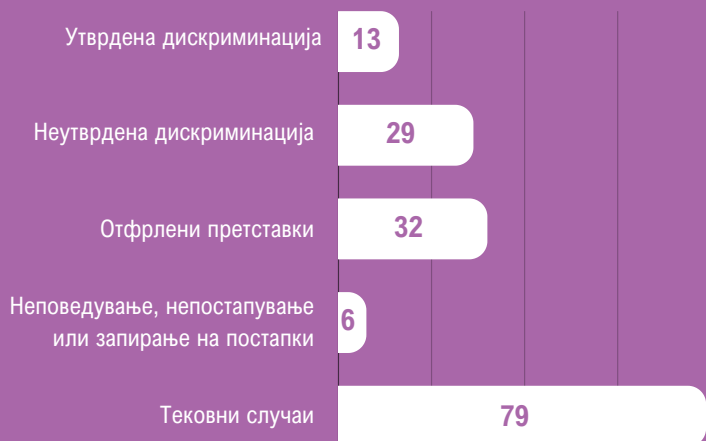 Утврдена дискриминација
13
Неутврдена дискриминација
29
Отфрлени претставки
32
Неповедување, непостапување
или запирање на постапки
6
Тековни случаи
79